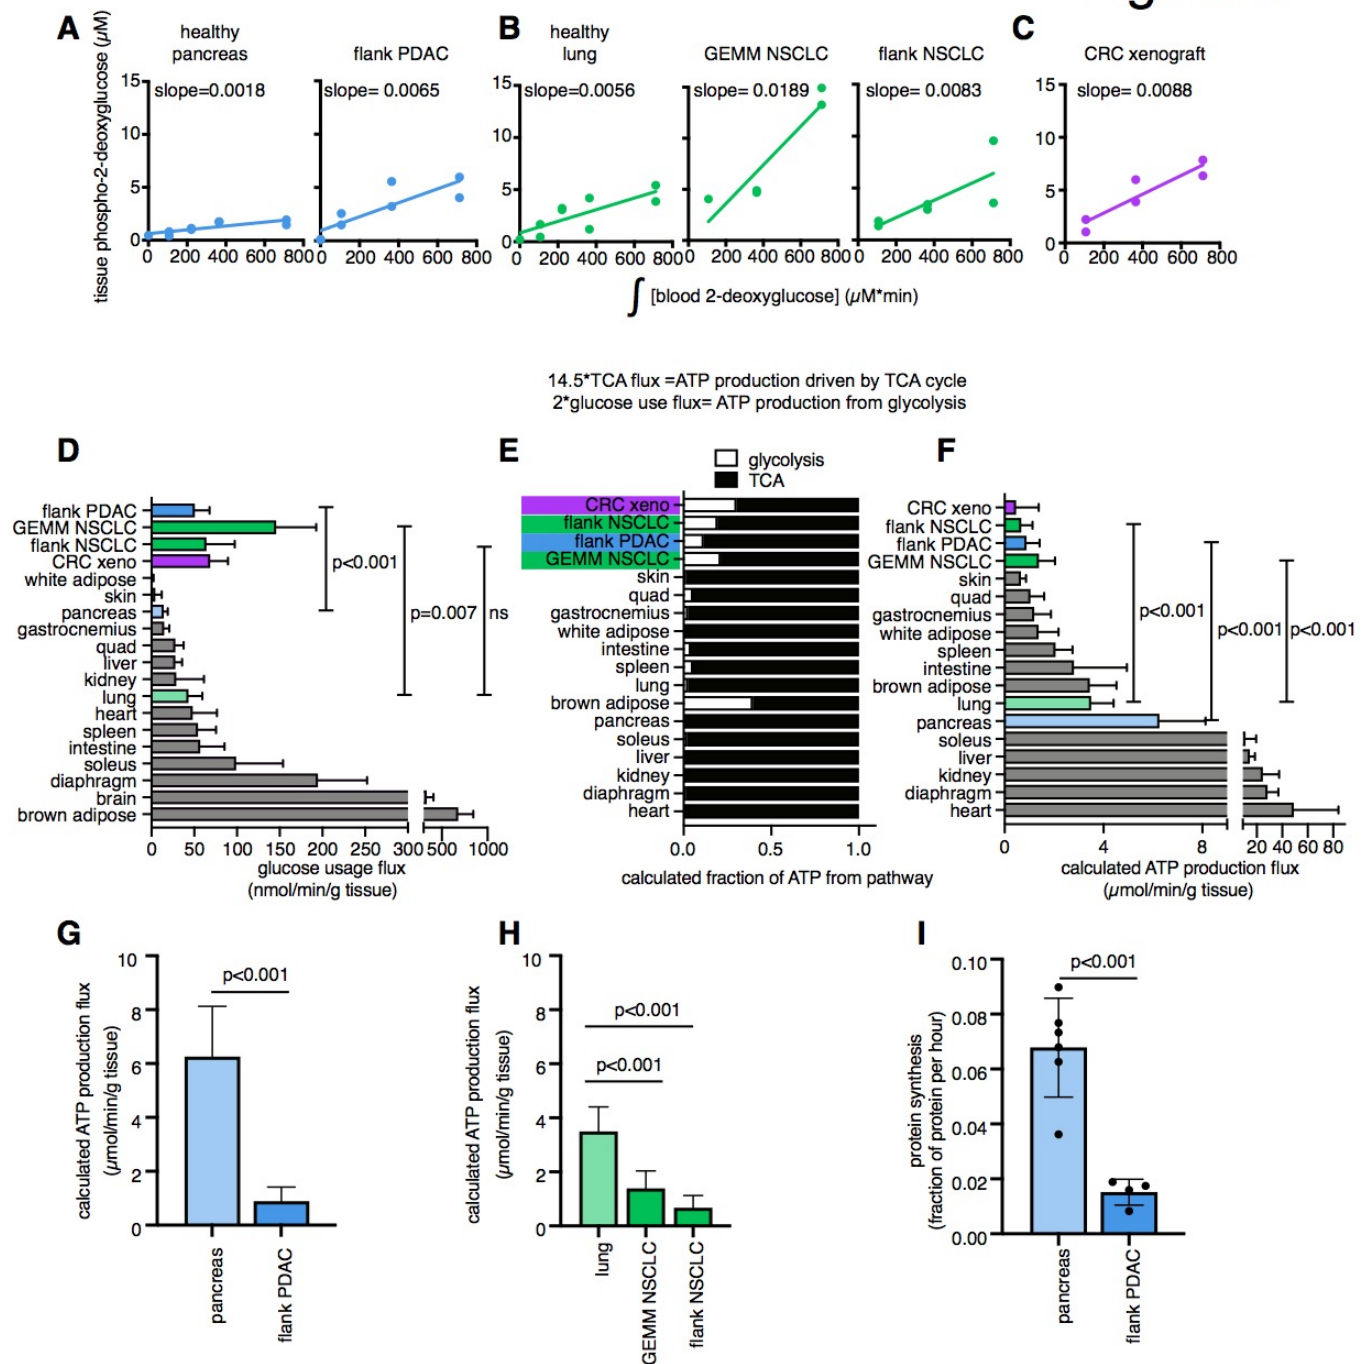 A
B
C
healthy
pancreas
flank PDAC
healthy
lung
GEMM NSCLC
flank NSCLC
CRC xenograft
tissue phospho-2-deoxyglucose (µM)
slope=0.0018
slope= 0.0065
slope=0.0056
slope= 0.0189
slope= 0.0083
slope= 0.0088
15
10
5
0
0 200 400 600 800
0 200 400 600 800
15
10
5
0
0 200 400 600 800
0 400 800
0 400 800
15
10
5
0
0 200 400 600 800
∫ [blood 2-deoxyglucose] (µM*min)
14.5*TCA flux =ATP production driven by TCA cycle
2*glucose use flux= ATP production from glycolysis
D
flank PDAC
GEMM NSCLC
flank NSCLC
CRC xeno
white adipose
skin
pancreas
gastrocnemius
quad
liver
kidney
lung
heart
spleen
intestine
soleus
diaphragm
brain
brown adipose
p<0.001
p=0.007
ns
0 50 100 150 200 250 300 500 1000
glucose usage flux
(nmol/min/g tissue)
E
glycolysis
TCA
CRC xeno
flank NSCLC
flank PDAC
GEMM NSCLC
skin
quad
gastrocnemius
white adipose
intestine
spleen
lung
brown adipose
pancreas
soleus
liver
kidney
diaphragm
heart
0.0 0.5 1.0
calculated fraction of ATP from pathway
F
CRC xeno
flank NSCLC
flank PDAC
GEMM NSCLC
skin
quad
gastrocnemius
white adipose
spleen
intestine
brown adipose
lung
pancreas
soleus
liver
kidney
diaphragm
heart
p<0.001
p<0.001
p<0.001
0 4 8 20 40 60 80
calculated ATP production flux
(µmol/min/g tissue)
G
calculated ATP production flux
(µmol/min/g tissue)
10
8
6
4
2
0
p<0.001
pancreas
flank PDAC
H
calculated ATP production flux
(µmol/min/g tissue)
10
8
6
4
2
0
p<0.001
p<0.001
lung
GEMM NSCLC
flank NSCLC
I
protein synthesis
(fraction of protein per hour)
0.10
0.08
0.06
0.04
0.02
0.00
p<0.001
pancreas
flank PDAC